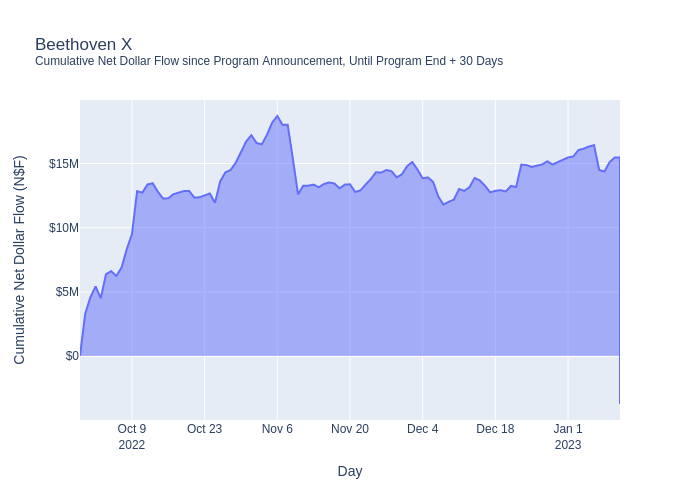 Beethoven X
Cumulative Net Dollar Flow since Program Announcement, Until Program End + 30 Days
Cumulative Net Dollar Flow (N$F)
$15M
$10M
$5M
$0
Oct 9
2022
Oct 23
Nov 6
Nov 20
Dec 4
Dec 18
Jan 1
2023
Day